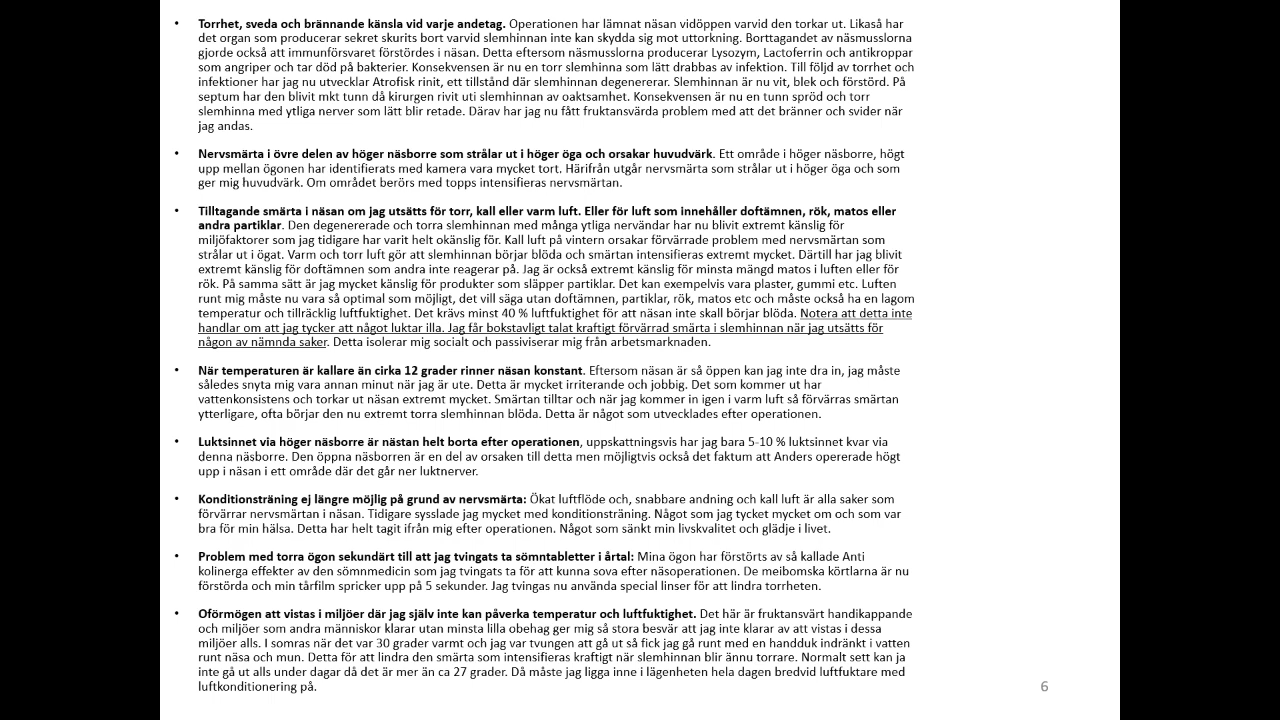 • Torrhet, sveda och brännande känsla vid varje andetag. Operationen har lämnat näsan vidöppen varvid den torkar ut. Likaså har
det organ som producerar sekret skurits bort varvid slemhinnan inte kan skydda sig mot uttorkning. Borttagandet av näsmusslorna
gjorde också att immunförsvaret förstördes i näsan. Detta eftersom näsmusslorna producerar Lysozym, Lactoferrin och antikroppar
som angriper och tar död på bakterier. Konsekvensen är nu en torr slemhinna som lätt drabbas av infektion. Till följd av torrhet och
infektioner har jag nu utvecklar Atrofisk rinit, ett tillstånd där slemhinnan degenererar. Slemhinnan är nu vit, blek och förstörd. På
septum har den blivit mkt tunn då kirurgen rivit uti slemhinnan av oaktsamhet. Konsekvensen är nu en tunn spröd och torr
slemhinna med ytliga nerver som lätt blir retade. Därav har jag nu fått fruktansvärda problem med att det bränner och svider när
jag andas.
• Nervsmärta i övre delen av höger näsborre som strålar ut i höger öga och orsakar huvudvärk. Ett område i höger näsborre, högt
upp mellan ögonen har identifierats med kamera vara mycket tort. Härifrån utgår nervsmärta som strålar ut i höger öga och som
ger mig huvudvärk. Om området berörs med topps intensifieras nervsmärtan.
• Tilltagande smärta i näsan om jag utsätts för torr, kall eller varm luft. Eller för luft som innehåller doftämnen, rök, matos eller
andra partiklar. Den degenererade och torra slemhinnan med många ytliga nervändar har nu blivit extremt känslig för
miljöfaktorer som jag tidigare har varit helt okänslig för. Kall luft på vintern orsakar förvärrade problem med nervsmärtan som
strålar ut i ögat. Varm och torr luft gör att slemhinnan börjar blöda och smärtan intensifieras extremt mycket. Därtill har jag blivit
extremt känslig för doftämnen som andra inte reagerar på. Jag är också extremt känslig för minsta mängd matos i luften eller för
rök. På samma sätt är jag mycket känslig för produkter som släpper partiklar. Det kan exempelvis vara plaster, gummi etc. Luften
runt mig måste nu vara så optimal som möjligt, det vill säga utan doftämnen, partiklar, rök, matos etc och måste också ha en lagom
temperatur och tillräcklig luftfuktighet. Det krävs minst 40 % luftfuktighet för att näsan inte skall börjar blöda. Notera att detta inte
handlar om att jag tycker att något luktar illa. Jag får bokstavligt talat kraftigt förvärrad smärta i slemhinnan när jag utsätts för
någon av nämnda saker. Detta isolerar mig socialt och passiviserar mig från arbetsmarknaden.
• När temperaturen är kallare än cirka 12 grader rinner näsan konstant. Eftersom näsan är så öppen kan jag inte dra in, jag måste
således snyta mig vara annan minut när jag är ute. Detta är mycket irriterande och jobbig. Det som kommer ut har
vattenkonsistens och torkar ut näsan extremt mycket. Smärtan tilltar och när jag kommer in igen i varm luft så förvärras smärtan
ytterligare, ofta börjar den nu extremt torra slemhinnan blöda. Detta är något som utvecklades efter operationen.
• Luktsinnet via höger näsborre är nästan helt borta efter operationen, uppskattningsvis har jag bara 5-10 % luktsinnet kvar via
denna näsborre. Den öppna näsborren är en del av orsaken till detta men möjligtvis också det faktum att Anders opererade högt
upp i näsan i ett område där det går ner luktnerver.
• Konditionsträning ej längre möjlig på grund av nervsmärta: Ökat luftflöde och, snabbare andning och kall luft är alla saker som
förvärrar nervsmärtan i näsan. Tidigare sysslade jag mycket med konditionsträning. Något som jag tycket mycket om och som var
bra för min hälsa. Detta har helt tagit ifrån mig efter operationen. Något som sänkt min livskvalitet och glädje i livet.
• Problem med torra ögon sekundärt till att jag tvingats ta sömntabletter i årtal: Mina ögon har förstörts av så kallade Anti
kolinerga effekter av den sömnmedicin som jag tvingats ta för att kunna sova efter näsoperationen. De meibomska körtlarna är nu
förstörda och min tårfilm spricker upp på 5 sekunder. Jag tvingas nu använda special linser för att lindra torrheten.
• Oförmögen att vistas i miljöer där jag själv inte kan påverka temperatur och luftfuktighet. Det här är fruktansvärt handikappande
och miljöer som andra människor klarar utan minsta lilla obehag ger mig så stora besvär att jag inte klarar av att vistas i dessa
miljöer alls. I somras när det var 30 grader varmt och jag var tvungen att gå ut så fick jag gå runt med en handduk indränkt i vatten
runt näsa och mun. Detta för att lindra den smärta som intensifieras kraftigt när slemhinnan blir ännu torrare. Normalt sett kan ja
inte gå ut alls under dagar då det är mer än ca 27 grader. Då måste jag ligga inne i lägenheten hela dagen bredvid luftfuktare med
luftkonditionering på.
6